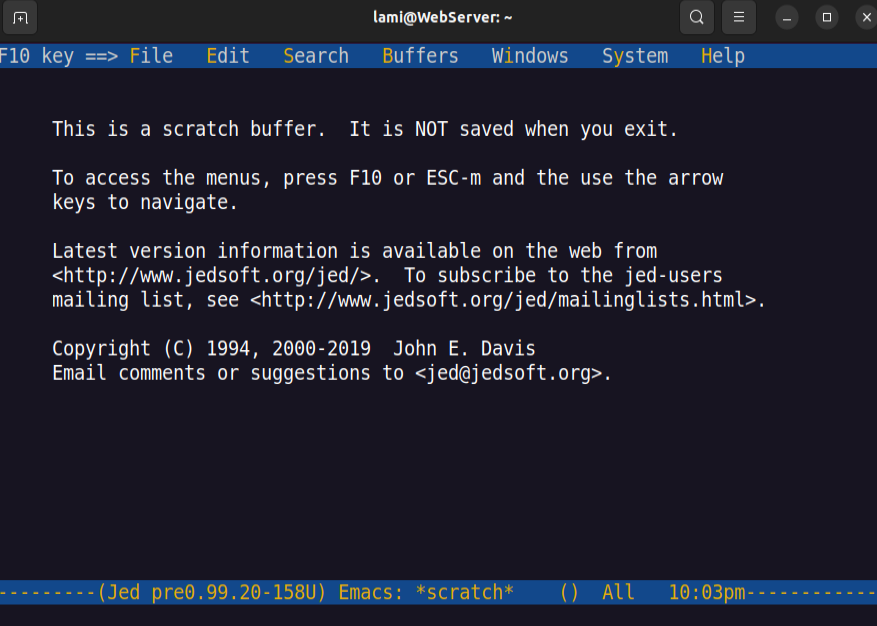 lami@WebServer: ~
F10 key ==> File   Edit   Search   Buffers   Windows   System   Help
This is a scratch buffer.  It is NOT saved when you exit.
To access the menus, press F10 or ESC-m and the use the arrow
keys to navigate.
Latest version information is available on the web from
<http://www.jedsoft.org/jed/>.  To subscribe to the jed-users
mailing list, see <http://www.jedsoft.org/jed/mailinglists.html>.
Copyright (C) 1994, 2000-2019  John E. Davis
Email comments or suggestions to <jed@jedsoft.org>.
---------(Jed pre0.99.20-158U) Emacs: *scratch*    ()  All   10:03pm------------